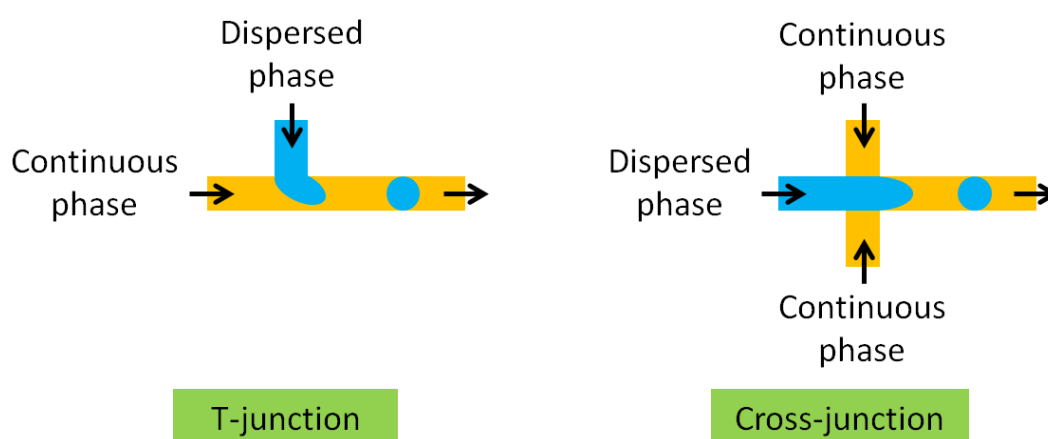 Dispersed
phase
Continuous
phase
T-junction
Continuous
phase
Dispersed
phase
Continuous
phase
Cross-junction